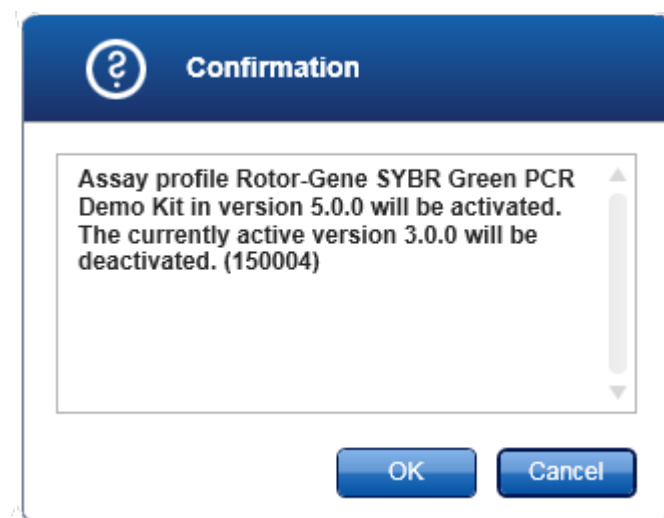 Confirmation
Assay profile Rotor-Gene SYBR Green PCR
Demo Kit in version 5.0.0 will be activated.
The currently active version 3.0.0 will be
deactivated. (150004)
OK
Cancel